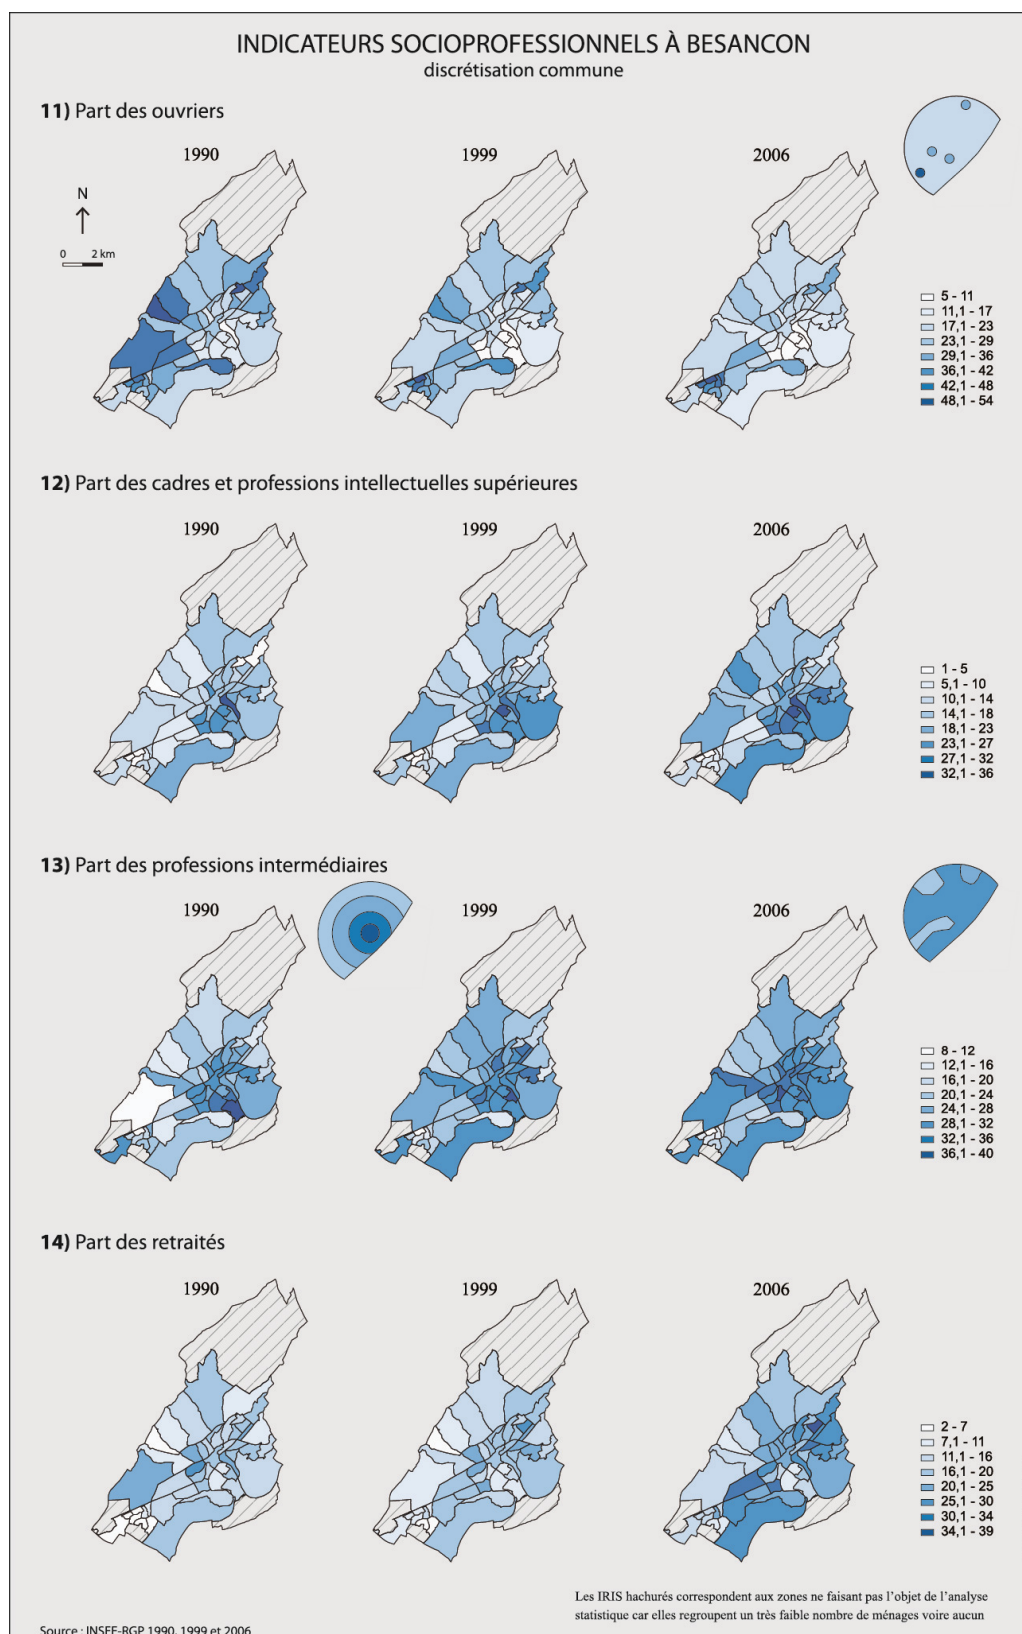 INDICATEURS SOCIOPROFESSIONNELS À BESANCON
discrétisation commune
11) Part des ouvriers
1990
1999
2006
N
0 2 km
5 - 11
11,1 - 17
17,1 - 23
23,1 - 29
29,1 - 36
36,1 - 42
42,1 - 48
48,1 - 54
12) Part des cadres et professions intellectuelles supérieures
1990
1999
2006
1 - 5
5,1 - 10
10,1 - 14
14,1 - 18
18,1 - 23
23,1 - 27
27,1 - 32
32,1 - 36
13) Part des professions intermédiaires
1990
1999
2006
8 - 12
12,1 - 16
16,1 - 20
20,1 - 24
24,1 - 28
28,1 - 32
32,1 - 36
36,1 - 40
14) Part des retraités
1990
1999
2006
2 - 7
7,1 - 11
11,1 - 16
16,1 - 20
20,1 - 25
25,1 - 30
30,1 - 34
34,1 - 39
Les IRIS hachurés correspondent aux zones ne faisant pas l'objet de l'analyse
statistique car elles regroupent un très faible nombre de ménages voire aucun
Source : INSEE-RGP 1990, 1999 et 2006